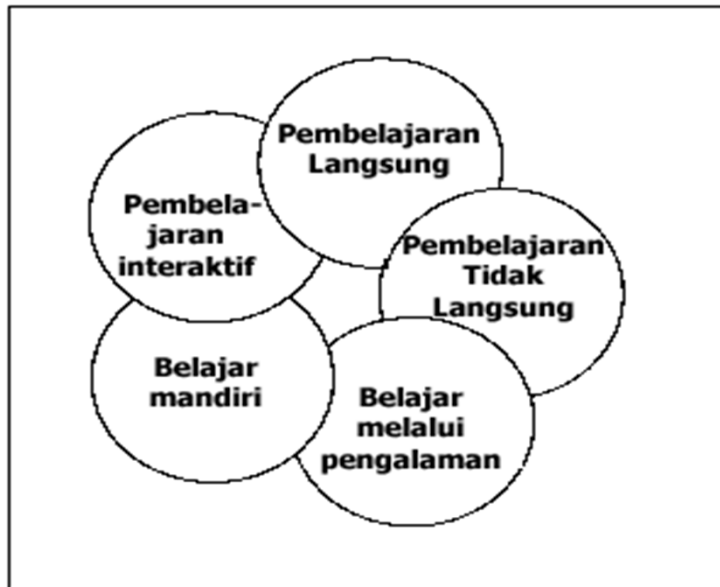 Pembelajaran
Langsung
Pembela-
jaran
interaktif
Pembelajaran
Tidak
Langsung
Belajar
mandiri
Belajar
melalui
pengalaman